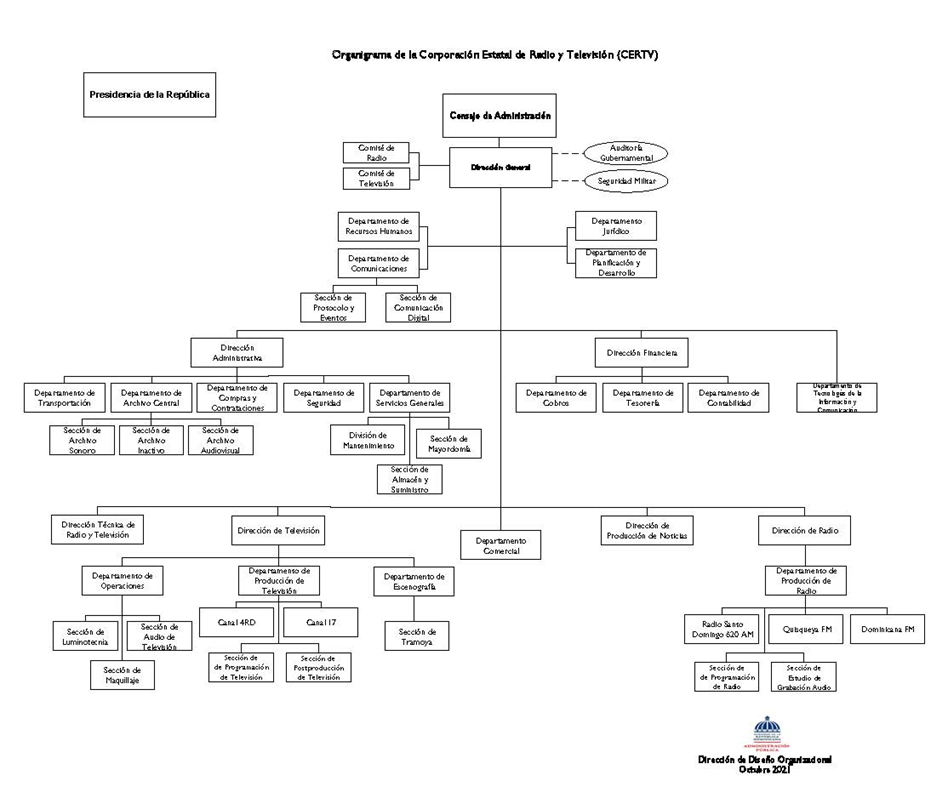 Organigrama de la Corporación Estatal de Radio y Televisión (CERTV)
Presidencia de la República
Consejo de Administración
Comité de
Radio
Comité de
Televisión
Dirección General
Auditoría
Gubernamental
Seguridad Militar
Departamento de
Recursos Humanos
Departamento de
Comunicaciones
Departamento
Jurídico
Departamento de
Planificación y
Desarrollo
Sección de
Protocolo y
Eventos
Sección de
Comunicación
Digital
Dirección
Administrativa
Dirección Financiera
Departamento de
Transportación
Departamento de
Archivo Central
Departamento de
Compras y
Contrataciones
Departamento de
Seguridad
Departamento de
Servicios Generales
Departamento de
Cobros
Departamento de
Tesorería
Departamento de
Contabilidad
Departamento de
Tecnologías de la
Información y
Comunicación
Sección de
Archivo
Sonoro
Sección de
Archivo
Inactivo
Sección de
Archivo
Audiovisual
División de
Mantenimiento
Sección de
Mayordomía
Sección de
Almacén y
Suministro
Dirección Técnica de
Radio y Televisión
Dirección de Televisión
Departamento
Comercial
Dirección de
Producción de Noticias
Dirección de Radio
Departamento de
Operaciones
Departamento de
Producción de
Televisión
Departamento de
Escenografía
Departamento de
Producción de
Radio
Sección de
Luminotecnia
Sección de
Audio de
Televisión
Canal 4RD
Canal 17
Sección de
Tramoya
Radio Santo
Domingo 620 AM
Quisqueya FM
Dominicana FM
Sección de
Maquillaje
Sección de
de Programación
de Televisión
Sección de
Postproducción
de Televisión
Sección de
de Programación
de Radio
Sección de
Estudio de
Grabación Audio
ADMINISTRACIÓN
PÚBLICA
Dirección de Diseño Organizacional
Octubre 2021